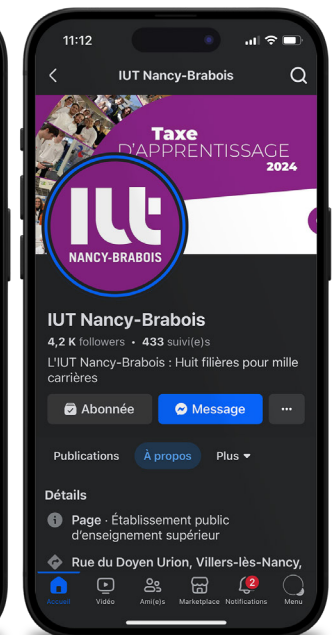 11:12
IUT Nancy-Brabois
Taxe
D'APPRENTISSAGE
2024
IUt
NANCY-BRABOIS
IUT Nancy-Brabois
4,2 K followers • 433 suivi(e)s
L'IUT Nancy-Brabois : Huit filières pour mille
carrières
Abonnée
Message
Publications
À propos
Plus
Détails
Page · Établissement public
d'enseignement supérieur
Rue du Doyen Urion, Villers-lès-Nancy,
2
Accueil
Vidéo
Ami(e)s
Marketplace
Notifications
Menu